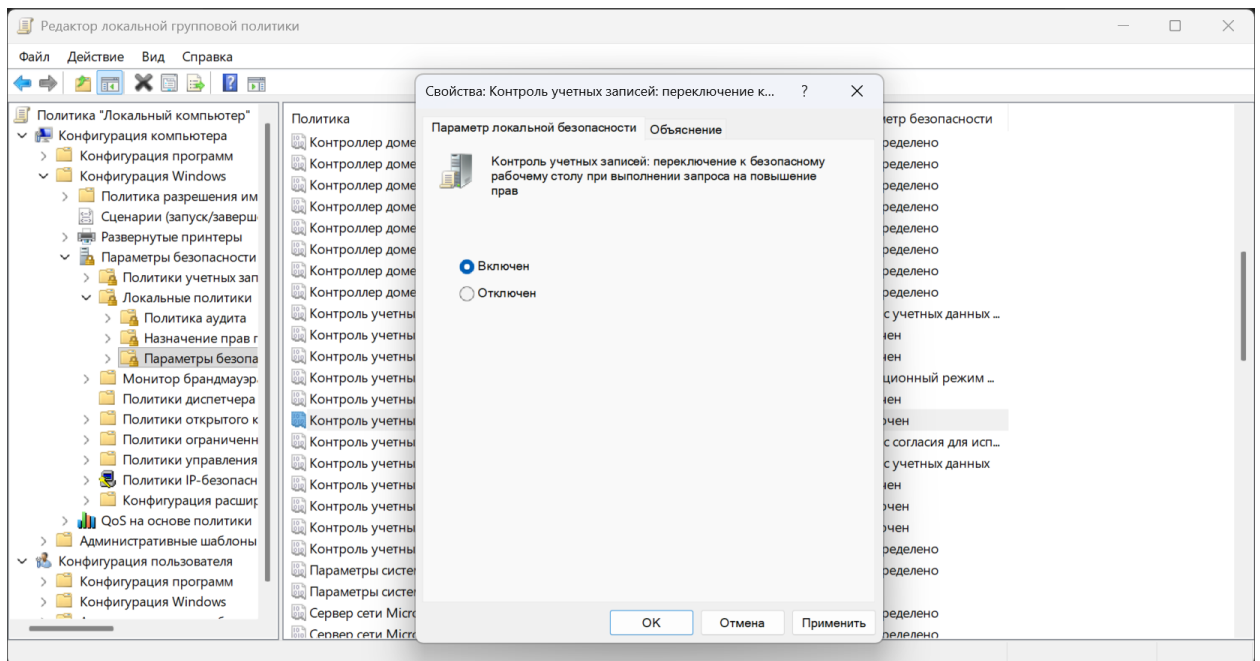 Редактор локальной групповой политики
Файл Действие Вид Справка
Политика "Локальный компьютер"
Конфигурация компьютера
Конфигурация программ
Конфигурация Windows
Политика разрешения им
Сценарии (запуск/заверш
Развернутые принтеры
Параметры безопасности
Политики учетных зап
Локальные политики
Политика аудита
Назначение прав г
Параметры безопа
Монитор брандмауэр
Политики диспетчера
Политики открытого к
Политики ограниченн
Политики управления
Политики IP-безопасн
Конфигурация расшир
QoS на основе политики
Административные шаблоны
Конфигурация пользователя
Конфигурация программ
Конфигурация Windows
Политика
Контроллер доме
Контроллер доме
Контроллер доме
Контроллер доме
Контроллер доме
Контроллер доме
Контроллер доме
Контроллер доме
Контроль учетны
Контроль учетны
Контроль учетны
Контроль учетны
Контроль учетны
Контроль учетны
Контроль учетны
Контроль учетны
Контроль учетны
Контроль учетны
Контроль учетны
Контроль учетны
Параметры систе
Параметры систе
Сервер сети Micro
Сервер сети Micro
Свойства: Контроль учетных записей: переключение к... ?
Параметр локальной безопасности Объяснение
Контроль учетных записей: переключение к безопасному
рабочему столу при выполнении запроса на повышение
прав
Включен
Отключен
OK Отмена Применить
метр безопасности
ределено
ределено
ределено
ределено
ределено
ределено
ределено
ределено
с учетных данных ...
чен
чен
ционный режим ...
чен
ючен
с согласия для исп...
с учетных данных
чен
ючен
ючен
ределено
ределено
ределено
ределено